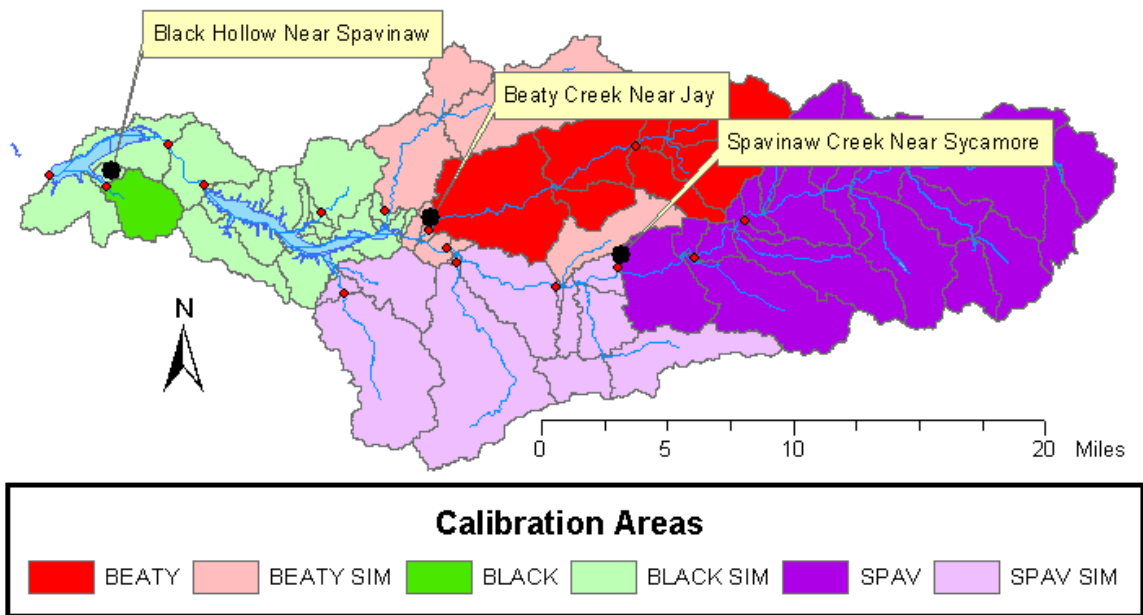 Black Hollow Near Spavinaw
Beaty Creek Near Jay
Spavinaw Creek Near Sycamore
N
0 5 10 20 Miles
Calibration Areas
BEATY BEATY SIM BLACK BLACK SIM SPAV SPAV SIM